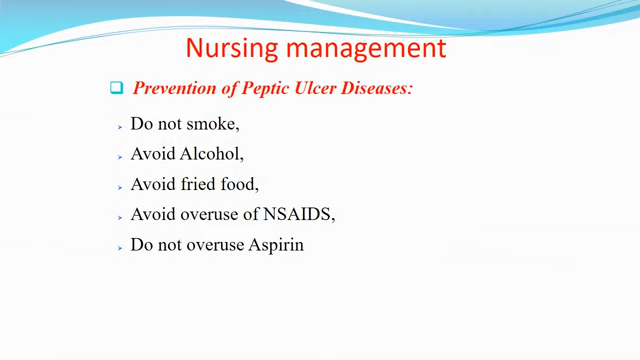 Nursing management
Prevention of Peptic Ulcer Diseases:
Do not smoke,
Avoid Alcohol,
Avoid fried food,
Avoid overuse of NSAIDS,
Do not overuse Aspirin